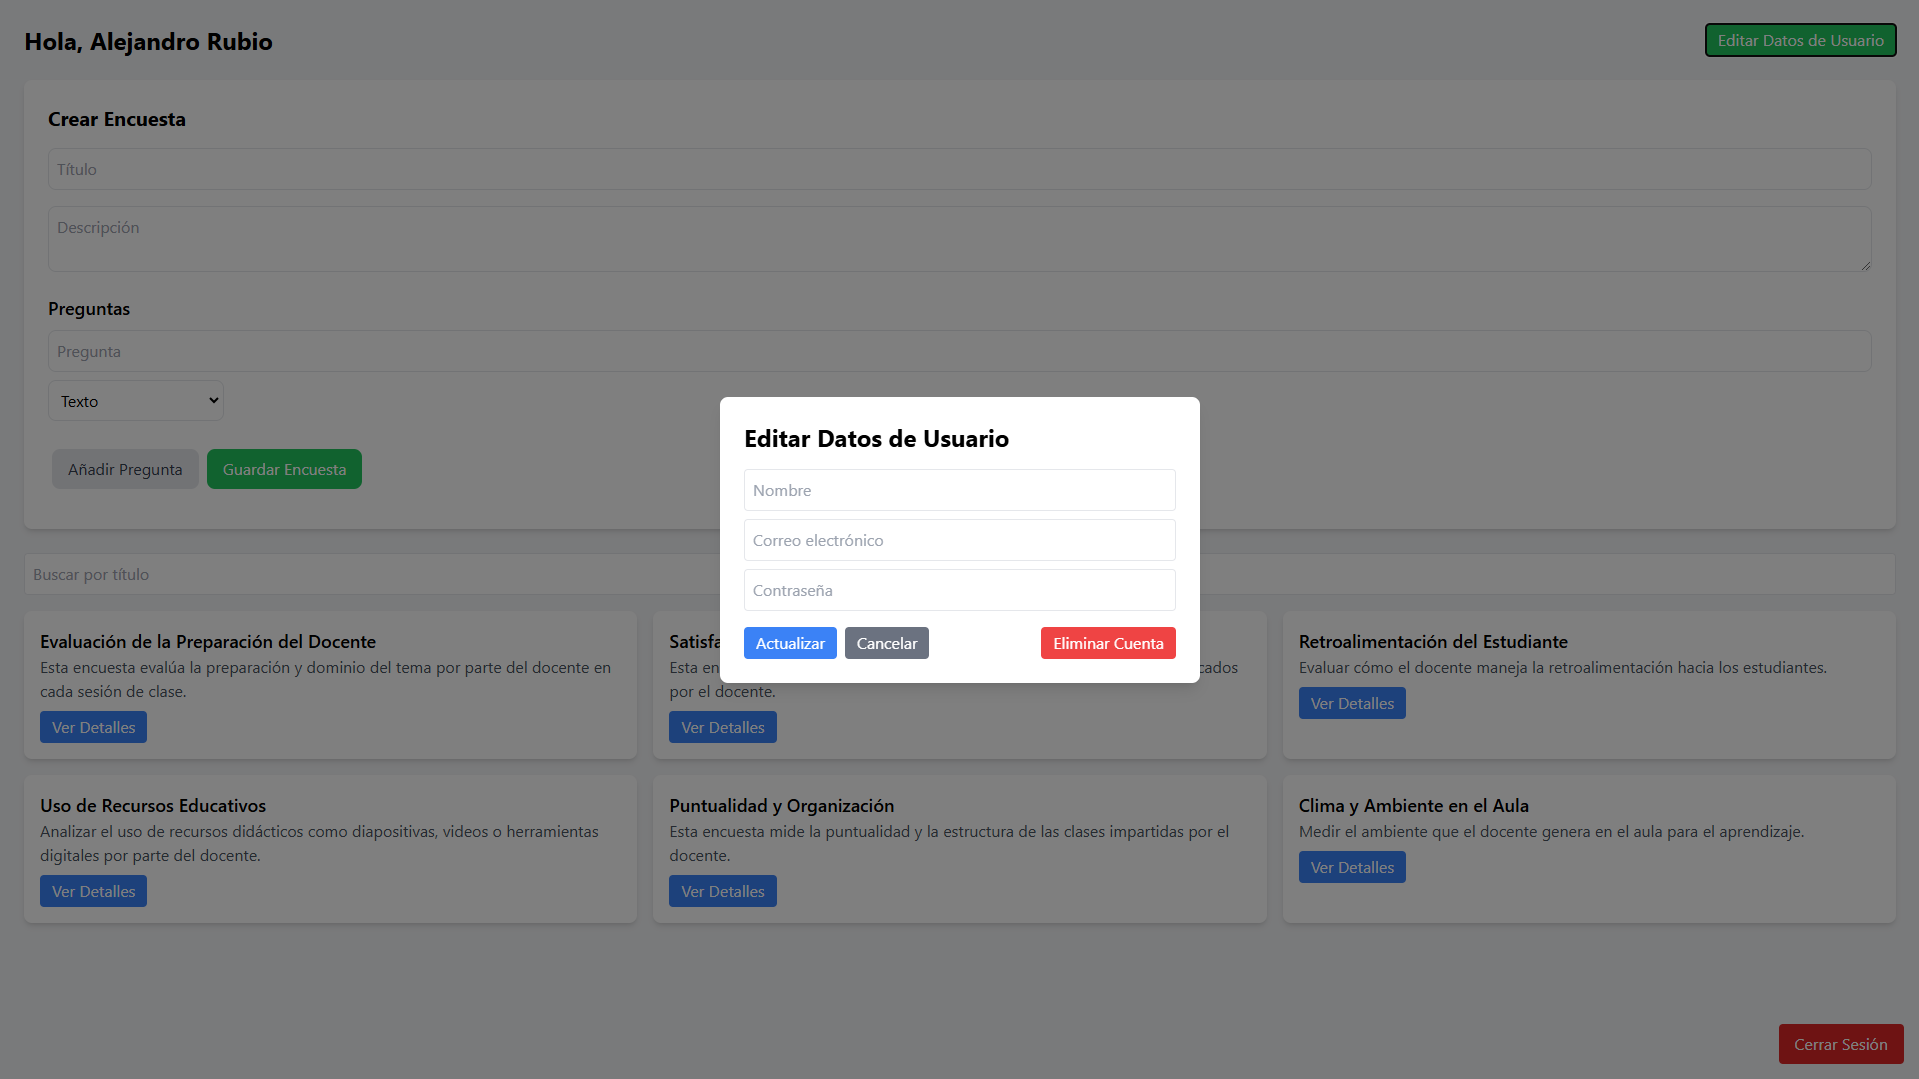 Hola, Alejandro Rubio
Editar Datos de Usuario
Crear Encuesta
Título
Descripción
Preguntas
Pregunta
Texto
Añadir Pregunta
Guardar Encuesta
Editar Datos de Usuario
Nombre
Correo electrónico
Contraseña
Actualizar
Cancelar
Eliminar Cuenta
Buscar por título
Evaluación de la Preparación del Docente
Esta encuesta evalúa la preparación y dominio del tema por parte del docente en
cada sesión de clase.
Ver Detalles
Esta en
por el docente.
Ver Detalles
Retroalimentación del Estudiante
Evaluar cómo el docente maneja la retroalimentación hacia los estudiantes.
Ver Detalles
Uso de Recursos Educativos
Analizar el uso de recursos didácticos como diapositivas, videos o herramientas
digitales por parte del docente.
Ver Detalles
Puntualidad y Organización
Esta encuesta mide la puntualidad y la estructura de las clases impartidas por el
docente.
Ver Detalles
Clima y Ambiente en el Aula
Medir el ambiente que el docente genera en el aula para el aprendizaje.
Ver Detalles
Cerrar Sesión